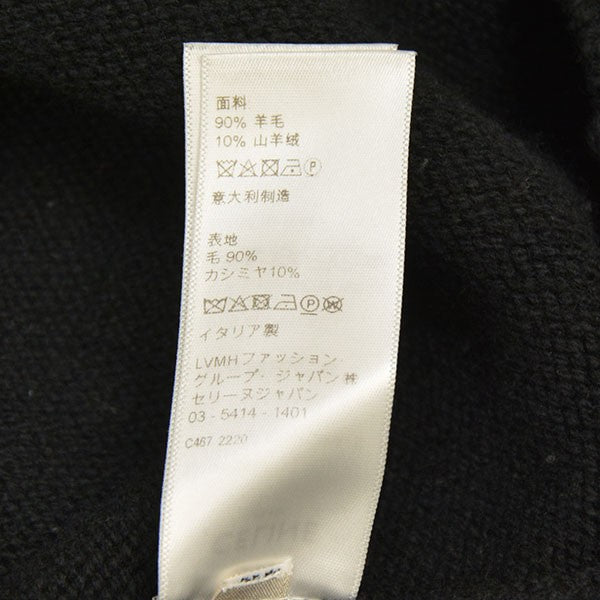 面料
90% 羊毛
10% 山羊绒
意大利制造
表地
毛 90%
カシミヤ10%
イタリア製
LVMHファッション・
グループ・ジャパン㈱
セリーヌジャパン
03 - 5414 - 1401
C467 2220